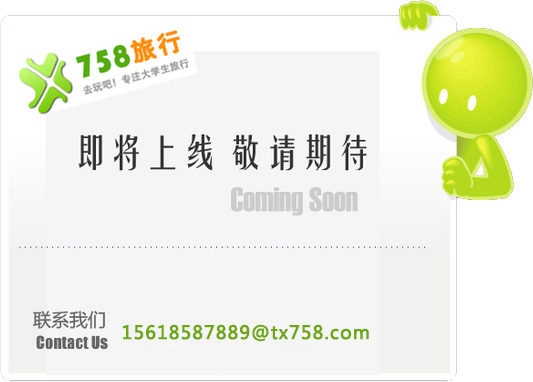 758旅行
去玩吧！专注大学生旅行
即将上线 敬请期待
Coming Soon
联系我们
Contact Us
15618587889@tx758.com